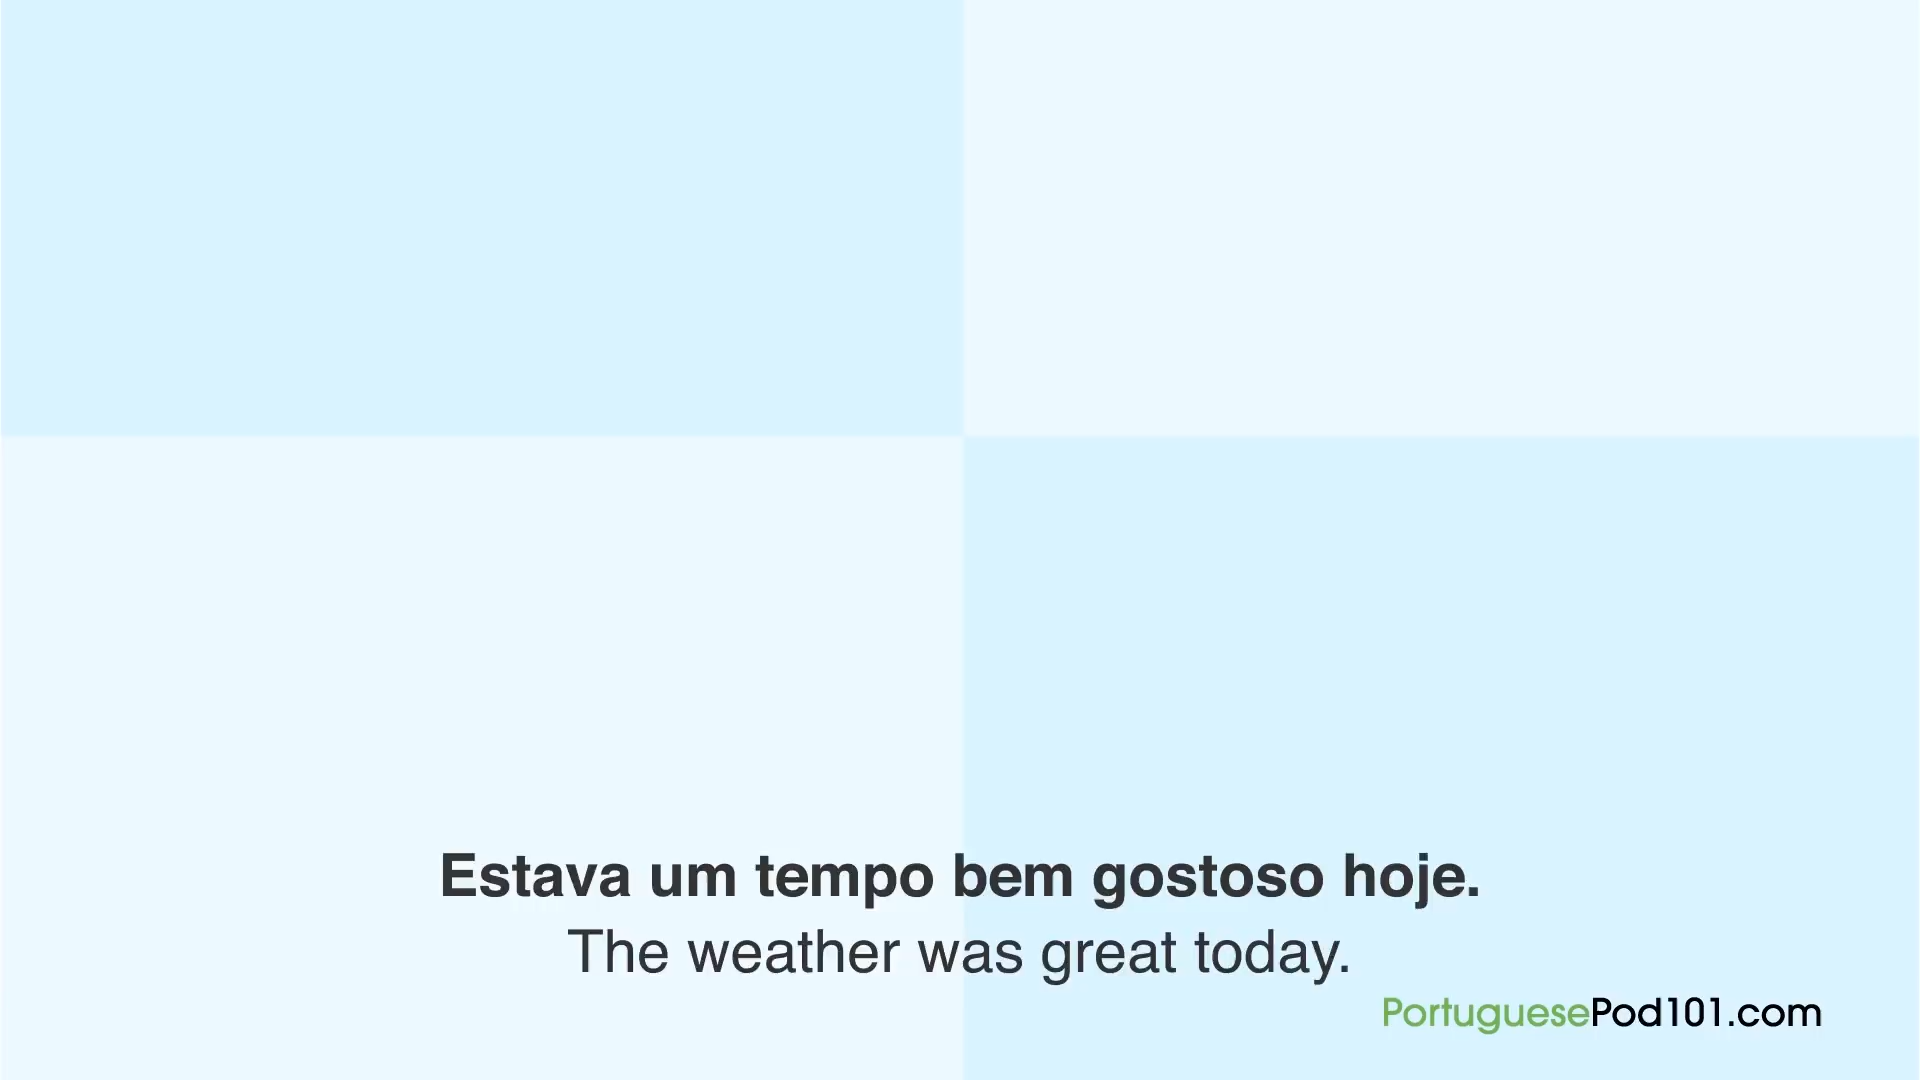 Estava um tempo bem gostoso hoje.
The weather was great today.
PortuguesePod101.com